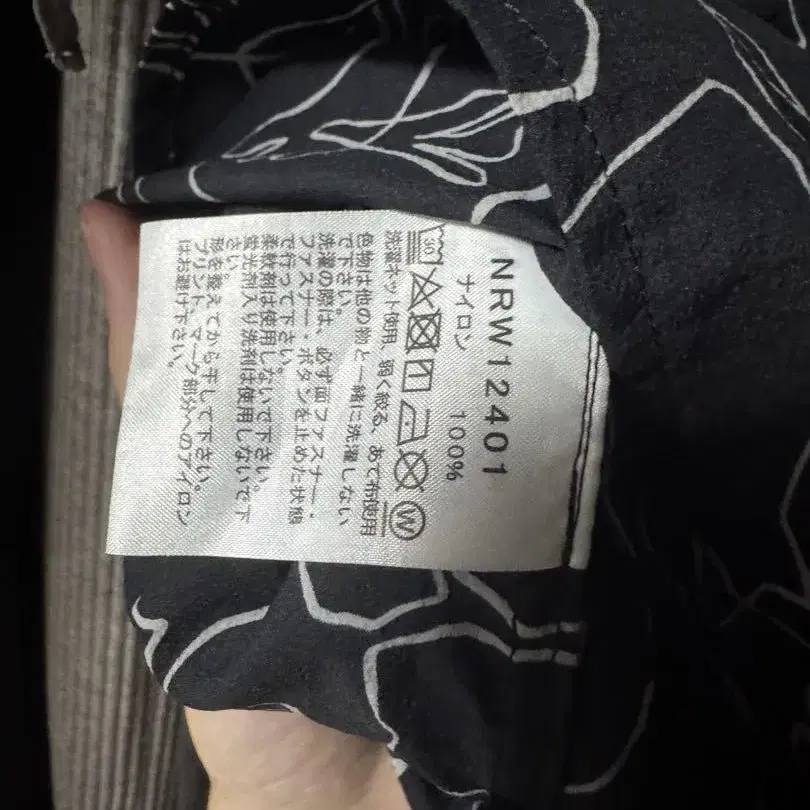 NRW12401
ナイロン 100%
30
W
洗濯ネット使用、弱く絞る、あて布使用
色物は他の物と一緒に洗濯しない
で下さい。
洗濯の際は、必ず面ファスナー・
ファスナー・ボタンを止めた状態
で行って下さい。
柔軟剤は使用しないで下さい。
蛍光剤入り洗剤は使用しないで下
さい。
形を整えてから干して下さい。
プリント、マーク部分へのアイロン
はお避け下さい。